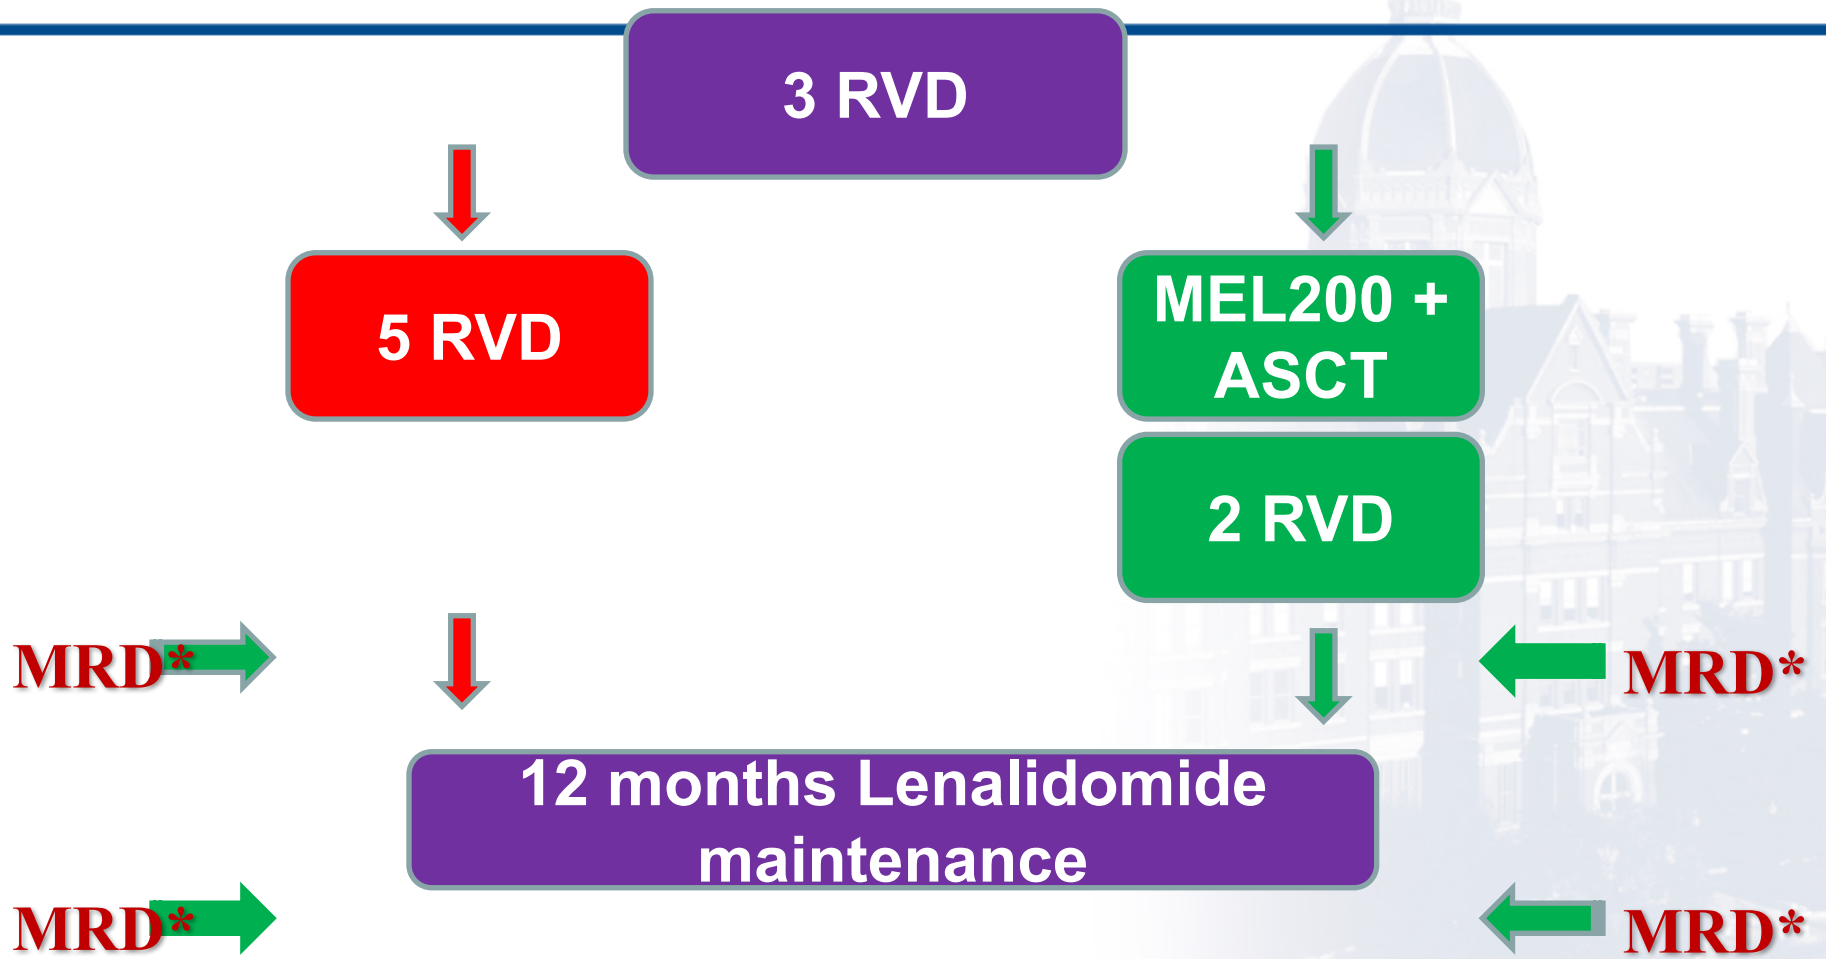 3 RVD
5 RVD
MEL200 +
ASCT
2 RVD
MRD*
MRD*
12 months Lenalidomide
maintenance
MRD*
MRD*